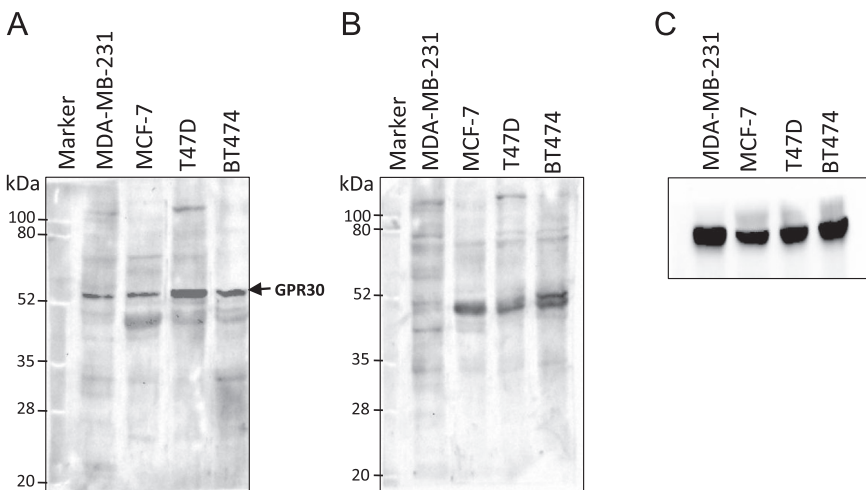 A
Marker
MDA-MB-231
MCF-7
T47D
BT474
kDa
100
80
52
35
28
20
GPR30
B
Marker
MDA-MB-231
MCF-7
T47D
BT474
kDa
100
80
52
35
28
20
C
MDA-MB-231
MCF-7
T47D
BT474